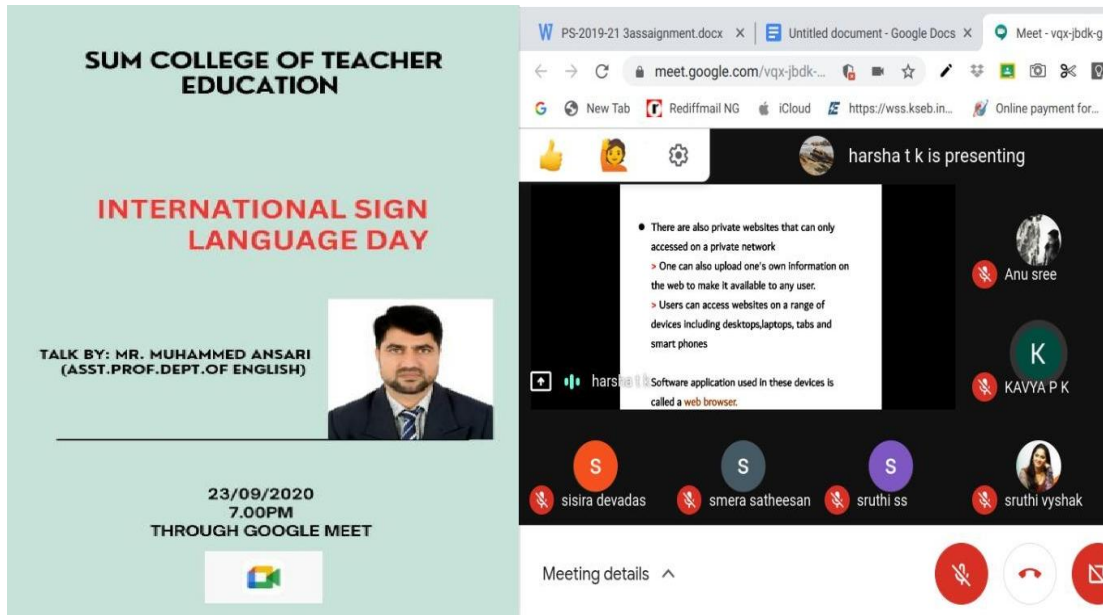 SUM COLLEGE OF TEACHER
EDUCATION
INTERNATIONAL SIGN
LANGUAGE DAY
TALK BY: MR. MUHAMMED ANSARI
(ASST.PROF.DEPT.OF ENGLISH)
23/09/2020
7.00PM
THROUGH GOOGLE MEET
PS-2019-21 3assaignment.docx
Untitled document - Google Docs
Meet - vqx-jbdk-g
meet.google.com/vqx-jbdk-...
New Tab
Rediffmail NG
iCloud
https://wss.kseb.in...
Online payment for...
harsha t k is presenting
● There are also private websites that can only
accessed on a private network
> One can also upload one's own information on
the web to make it available to any user.
> Users can access websites on a range of
devices including desktops,laptops, tabs and
smart phones
Software application used in these devices is
called a web browser.
harsha t k
Anu sree
K
KAVYA P K
S
sisira devadas
S
smera satheesan
S
sruthi ss
sruthi vyshak
Meeting details